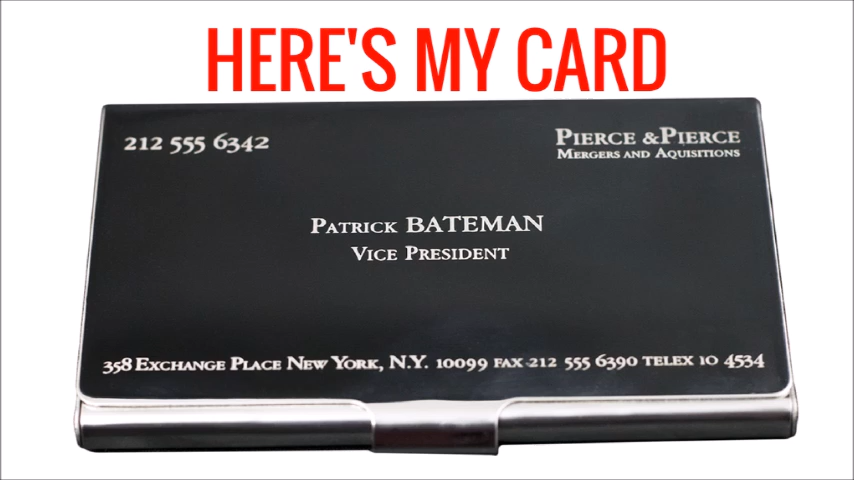 HERE'S MY CARD
212 555 6342
PIERCE & PIERCE
MERGERS AND AQUISITIONS
PATRICK BATEMAN
VICE PRESIDENT
358 EXCHANGE PLACE NEW YORK, N.Y. 10099 FAX 212 555 6390 TELEX 10 4534